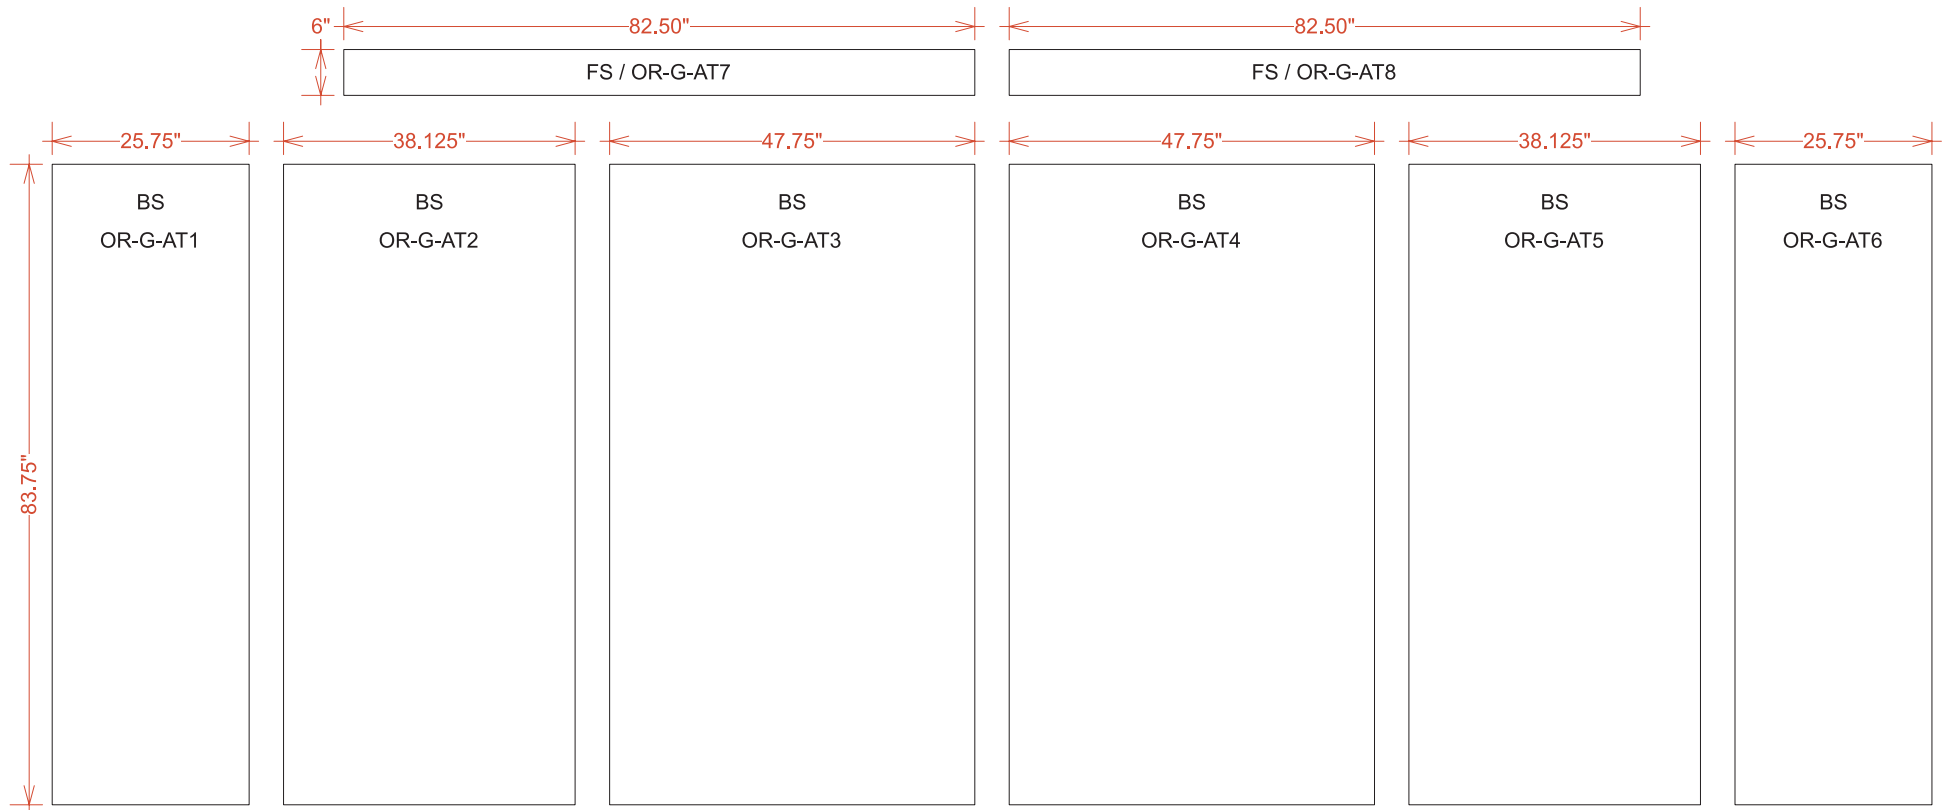 6" 82.50" 82.50"
FS / OR-G-AT7 FS / OR-G-AT8
25.75" 38.125" 47.75" 47.75" 38.125" 25.75"
BS BS BS BS BS BS
OR-G-AT1 OR-G-AT2 OR-G-AT3 OR-G-AT4 OR-G-AT5 OR-G-AT6
83.75"